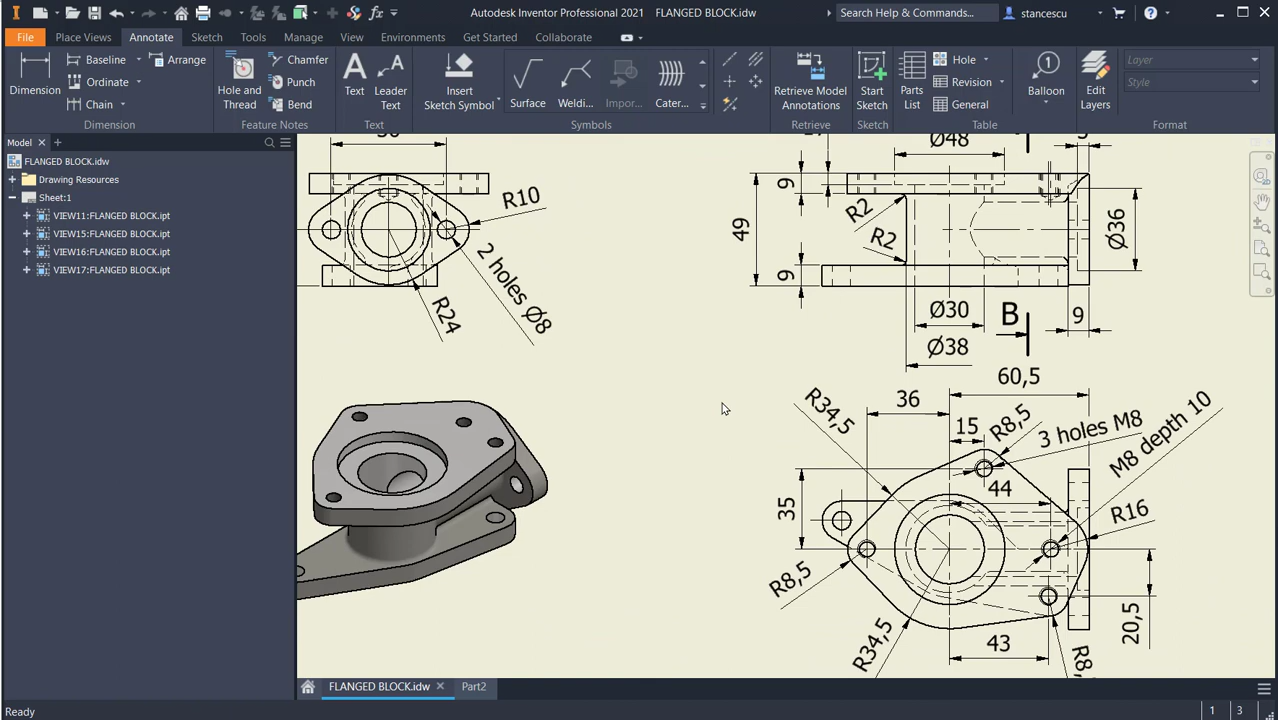 Autodesk Inventor Professional 2021 FLANGED BLOCK.idw
Search Help & Commands...
stancescu
File
Place Views
Annotate
Sketch
Tools
Manage
View
Environments
Get Started
Collaborate
Dimension
Baseline
Ordinate
Chain
Arrange
Dimension
Hole and
Thread
Chamfer
Punch
Bend
Feature Notes
Text
Leader
Text
Text
Insert
Sketch Symbol
Surface
Weldi...
Impor...
Cater...
Symbols
Retrieve Model
Annotations
Retrieve
Start
Sketch
Sketch
Parts
List
Hole
Revision
General
Table
Balloon
Edit
Layers
Layer
Style
Format
Model
FLANGED BLOCK.idw
Drawing Resources
Sheet:1
VIEW11:FLANGED BLOCK.ipt
VIEW15:FLANGED BLOCK.ipt
VIEW16:FLANGED BLOCK.ipt
VIEW17:FLANGED BLOCK.ipt
R10
2 holes Ø8
R24
Ø48
9
49
R2
R2
9
Ø36
Ø30
B
9
Ø38
60,5
R34,5
36
15
R8,5
3 holes M8
M8 depth 10
44
35
R16
R8,5
R34,5
43
20,5
FLANGED BLOCK.idw
Part2
Ready
1
3